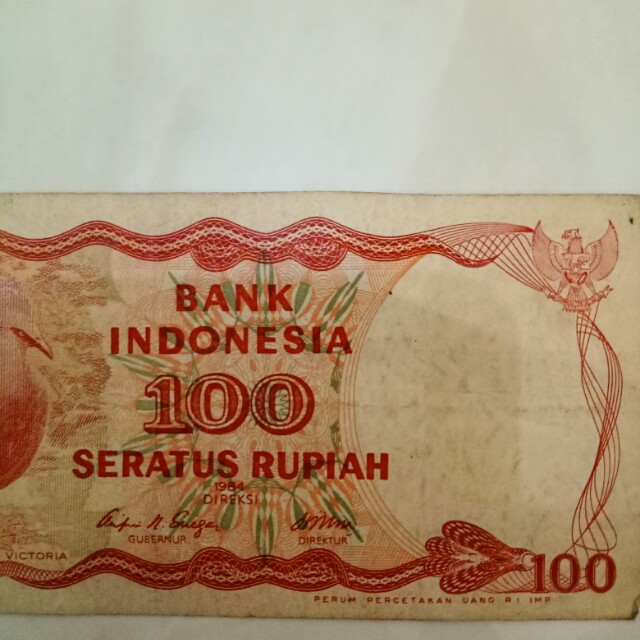 BANK
INDONESIA
100
SERATUS RUPIAH
1984
DIREKSI
GUBERNUR
DIREKTUR
VICTORIA
100
PERUM PERCETAKAN UANG R I IMP